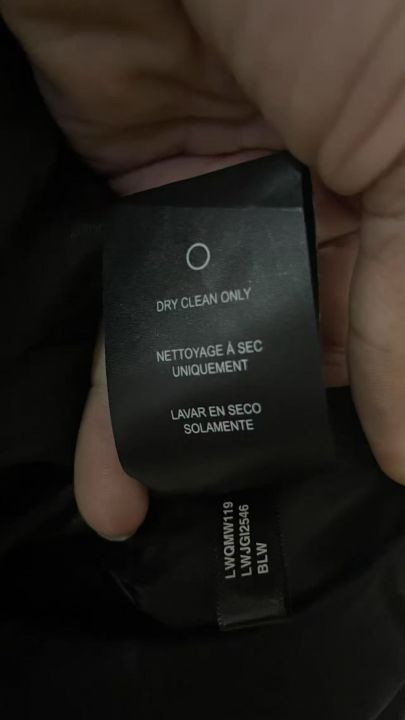 DRY CLEAN ONLY
NETTOYAGE À SEC
UNIQUEMENT
LAVAR EN SECO
SOLAMENTE
LWQMW119
LWJGI2546
BLW